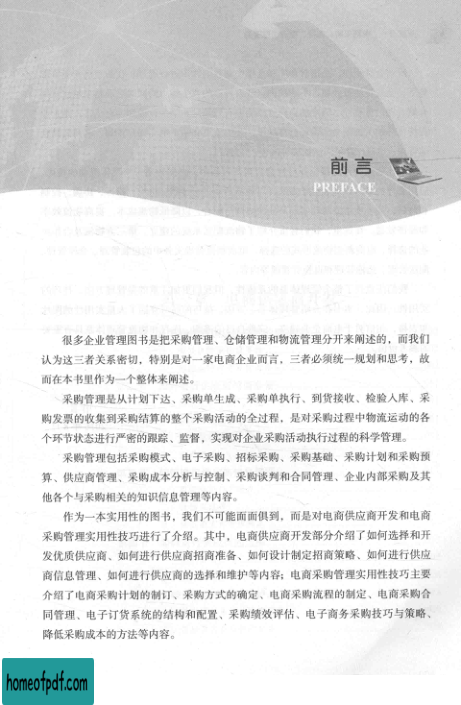 前言
PREFACE
很多企业管理图书是把采购管理、仓储管理和物流管理分开来阐述的，而我们
认为这三者关系密切，特别是对一家电商企业而言，三者必须统一规划和思考，故
而在本书里作为一个整体来阐述。
采购管理是从计划下达、采购单生成、采购单执行、到货接收、检验入库、采
购发票的收集到采购结算的整个采购活动的全过程，是对采购过程中物流运动的各
个环节状态进行严密的跟踪、监督，实现对企业采购活动执行过程的科学管理。
采购管理包括采购模式、电子采购、招标采购、采购基础、采购计划和采购预
算、供应商管理、采购成本分析与控制、采购谈判和合同管理、企业内部采购及其
他各个与采购相关的知识信息管理等内容。
作为一本实用性的图书，我们不可能面面俱到，而是对电商供应商开发和电商
采购管理实用性技巧进行了介绍。其中，电商供应商开发部分介绍了如何选择和开
发优质供应商、如何进行供应商招商准备、如何设计制定招商策略、如何进行供应
商信息管理、如何进行供应商的选择和维护等内容；电商采购管理实用性技巧主要
介绍了电商采购计划的制订、采购方式的确定、电商采购流程的制定、电商采购合
同管理、电子订货系统的结构和配置、采购绩效评估、电子商务采购技巧与策略、
降低采购成本的方法等内容。
homeofpdf.com